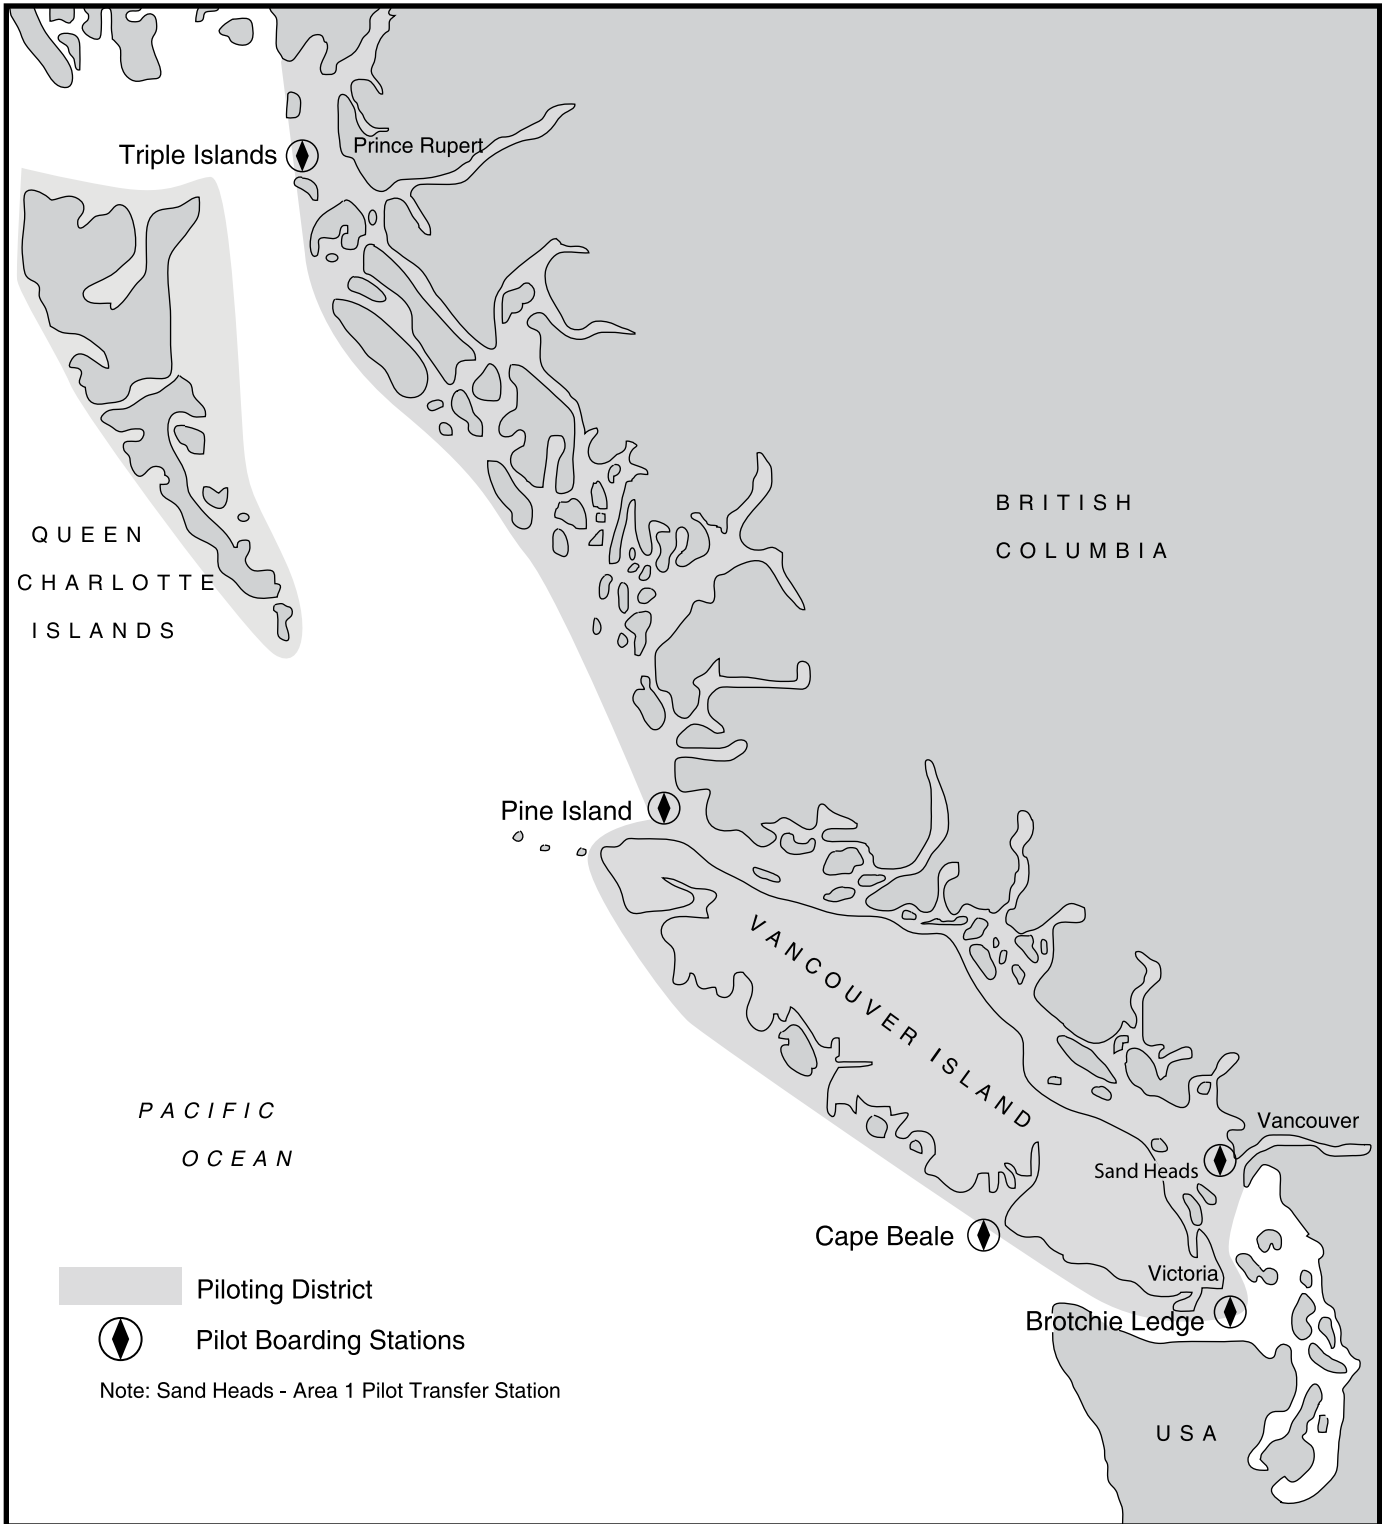 Triple Islands
Prince Rupert
BRITISH
COLUMBIA
QUEEN
CHARLOTTE
ISLANDS
Pine Island
VANCOUVER ISLAND
PACIFIC
OCEAN
Vancouver
Sand Heads
Cape Beale
Victoria
Brotchie Ledge
Piloting District
Pilot Boarding Stations
Note: Sand Heads - Area 1 Pilot Transfer Station
USA